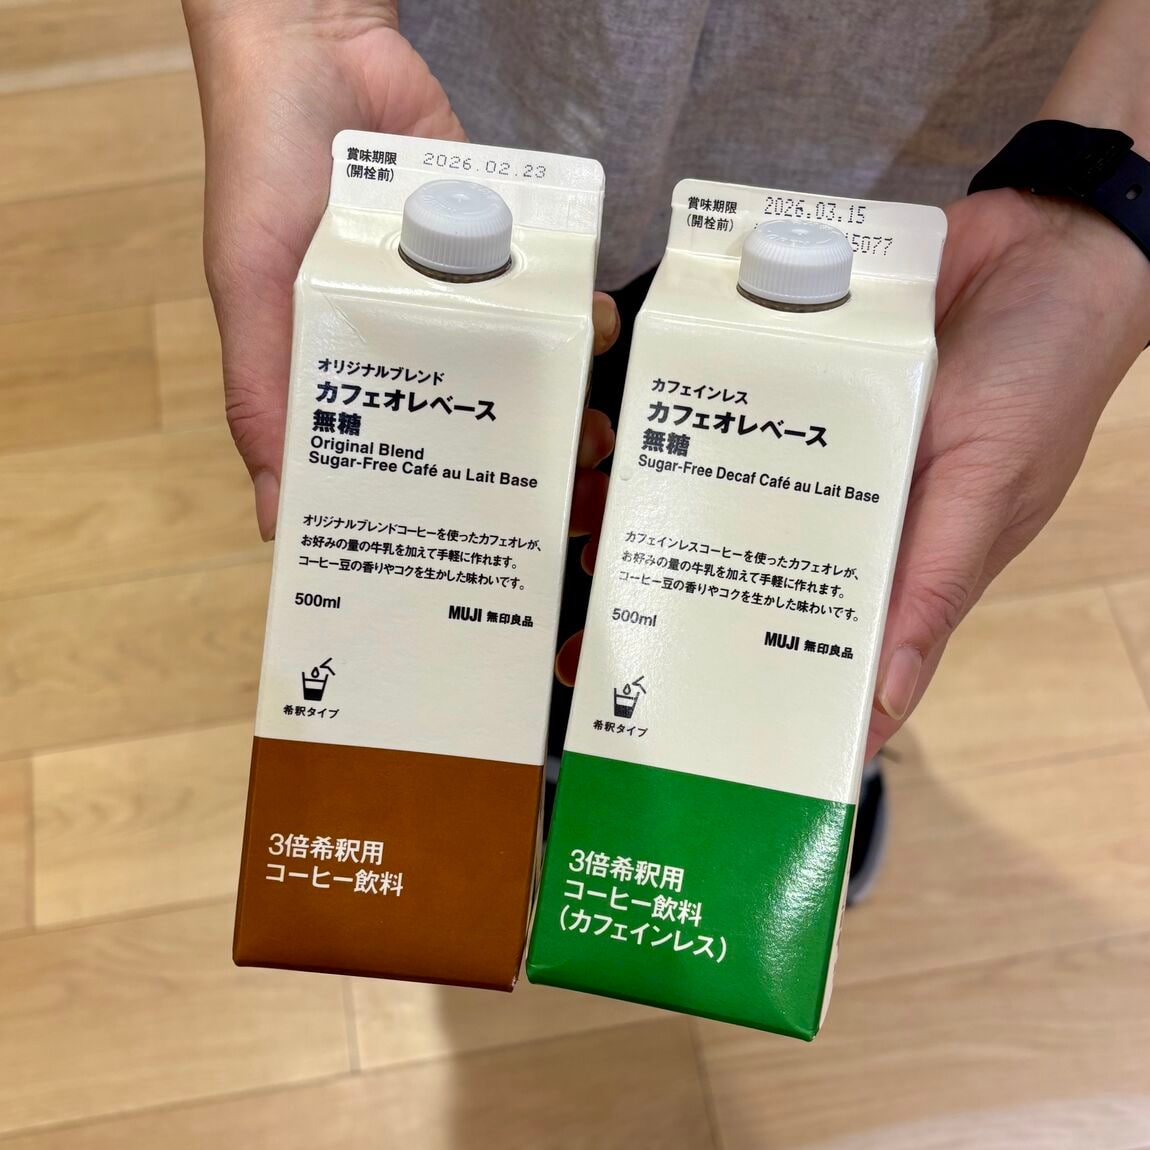 賞味期限
(開栓前)
2026.02.23
オリジナルブレンド
カフェオレベース
無糖
Original Blend
Sugar-Free Café au Lait Base
オリジナルブレンドコーヒーを使ったカフェオレが、
お好みの量の牛乳を加えて手軽に作れます。
コーヒー豆の香りやコクを生かした味わいです。
500ml
MUJI 無印良品
希釈タイプ
3倍希釈用
コーヒー飲料
賞味期限
(開栓前)
2026.03.15
カフェインレス
カフェオレベース
無糖
Sugar-Free Decaf Café au Lait Base
カフェインレスコーヒーを使ったカフェオレが、
お好みの量の牛乳を加えて手軽に作れます。
コーヒー豆の香りやコクを生かした味わいです。
500ml
MUJI 無印良品
希釈タイプ
3倍希釈用
コーヒー飲料
(カフェインレス)